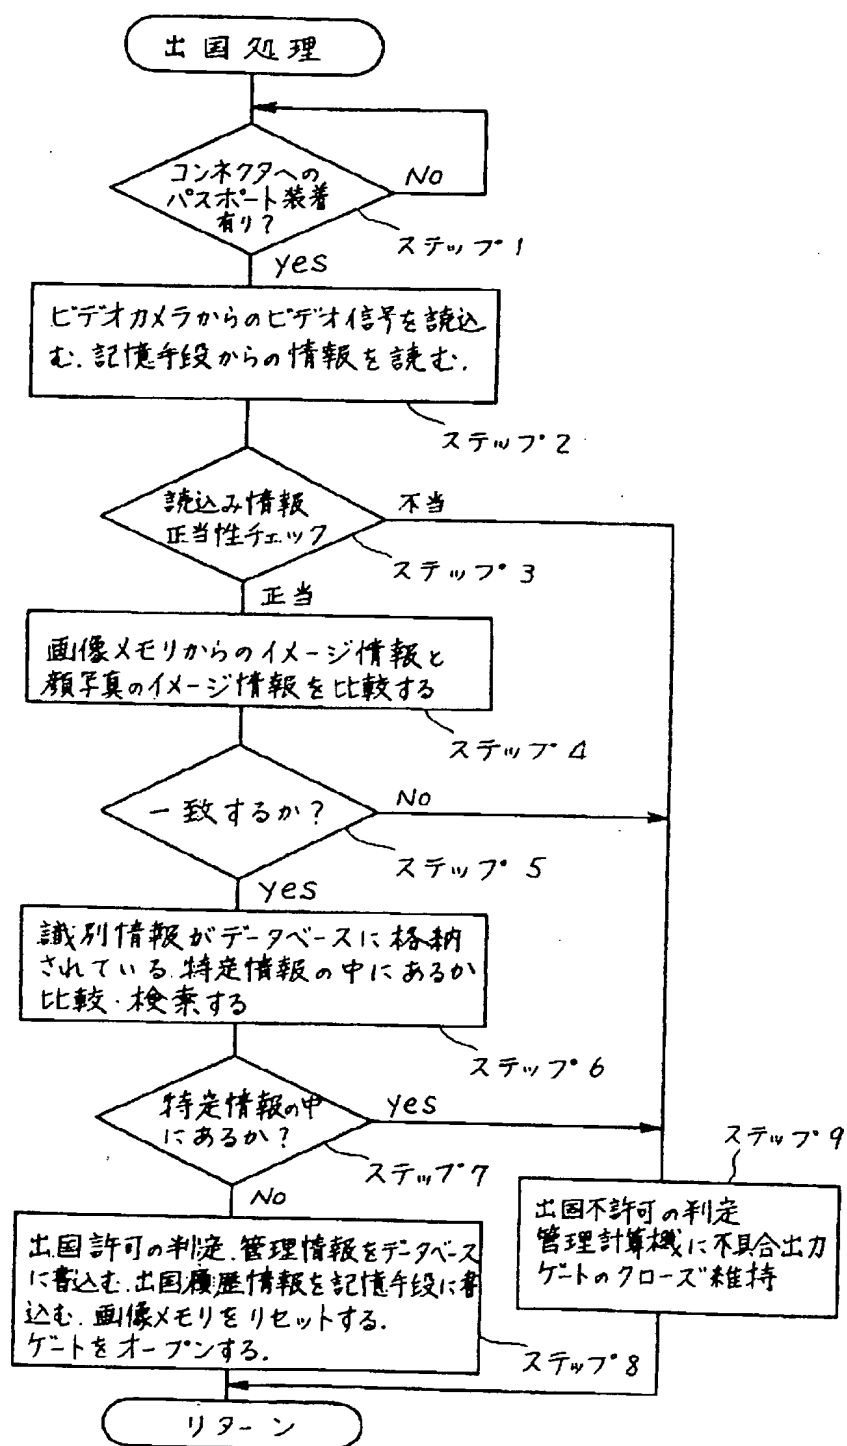 出国処理
コンネクタへの
パスポート装着
有り?
No
ステップ1
yes
ビデオカメラからのビデオ信号を読込
む.記憶手段からの情報を読む.
ステップ2
読込み情報
正当性チェック
不当
ステップ3
正当
画像メモリからのイメージ情報と
顔写真のイメージ情報を比較する
ステップ4
一致するか?
No
ステップ5
yes
識別情報がデータベースに格納
されている.特定情報の中にあるか
比較・検索する
ステップ6
特定情報の中
にあるか?
yes
ステップ7
No
ステップ9
出国不許可の判定
管理計算機に不具合出力
ゲートのクローズ維持
出国許可の判定.管理情報をデータベース
に書込む.出国履歴情報を記憶手段に書
込む.画像メモリをリセットする.
ゲートをオープンする.
ステップ8
リターン